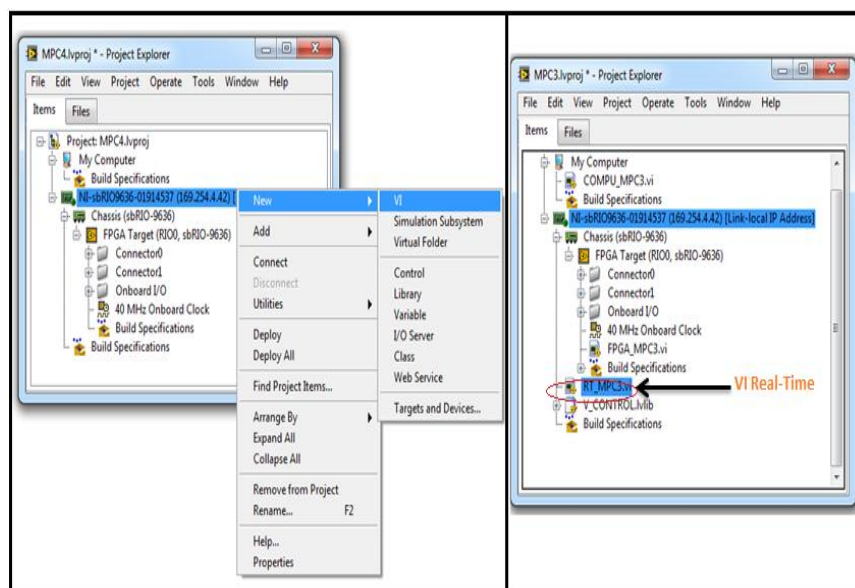 MPC4.lvproj * - Project Explorer
File Edit View Project Operate Tools Window Help
Items Files
Project: MPC4.lvproj
My Computer
Build Specifications
NI-sbRIO9636-01914537 (169.254.4.42) [
Chassis (sbRIO-9636)
FPGA Target (RIO0, sbRIO-9636)
Connector0
Connector1
Onboard I/O
40 MHz Onboard Clock
Build Specifications
Build Specifications
New
Add
Connect
Disconnect
Utilities
Deploy
Deploy All
Find Project Items...
Arrange By
Expand All
Collapse All
Remove from Project
Rename... F2
Help...
Properties
VI
Simulation Subsystem
Virtual Folder
Control
Library
Variable
I/O Server
Class
Web Service
Targets and Devices...
MPC3.lvproj * - Project Explorer
File Edit View Project Operate Tools Window Help
Items Files
My Computer
COMPU_MPC3.vi
Build Specifications
NI-sbRIO9636-01914537 (169.254.4.42) [Link-local IP Address]
Chassis (sbRIO-9636)
FPGA Target (RIO0, sbRIO-9636)
Connector0
Connector1
Onboard I/O
40 MHz Onboard Clock
FPGA_MPC3.vi
Build Specifications
RT_MPC3.vi
VI Real-Time
V_CONTROL.lvlib
Build Specifications